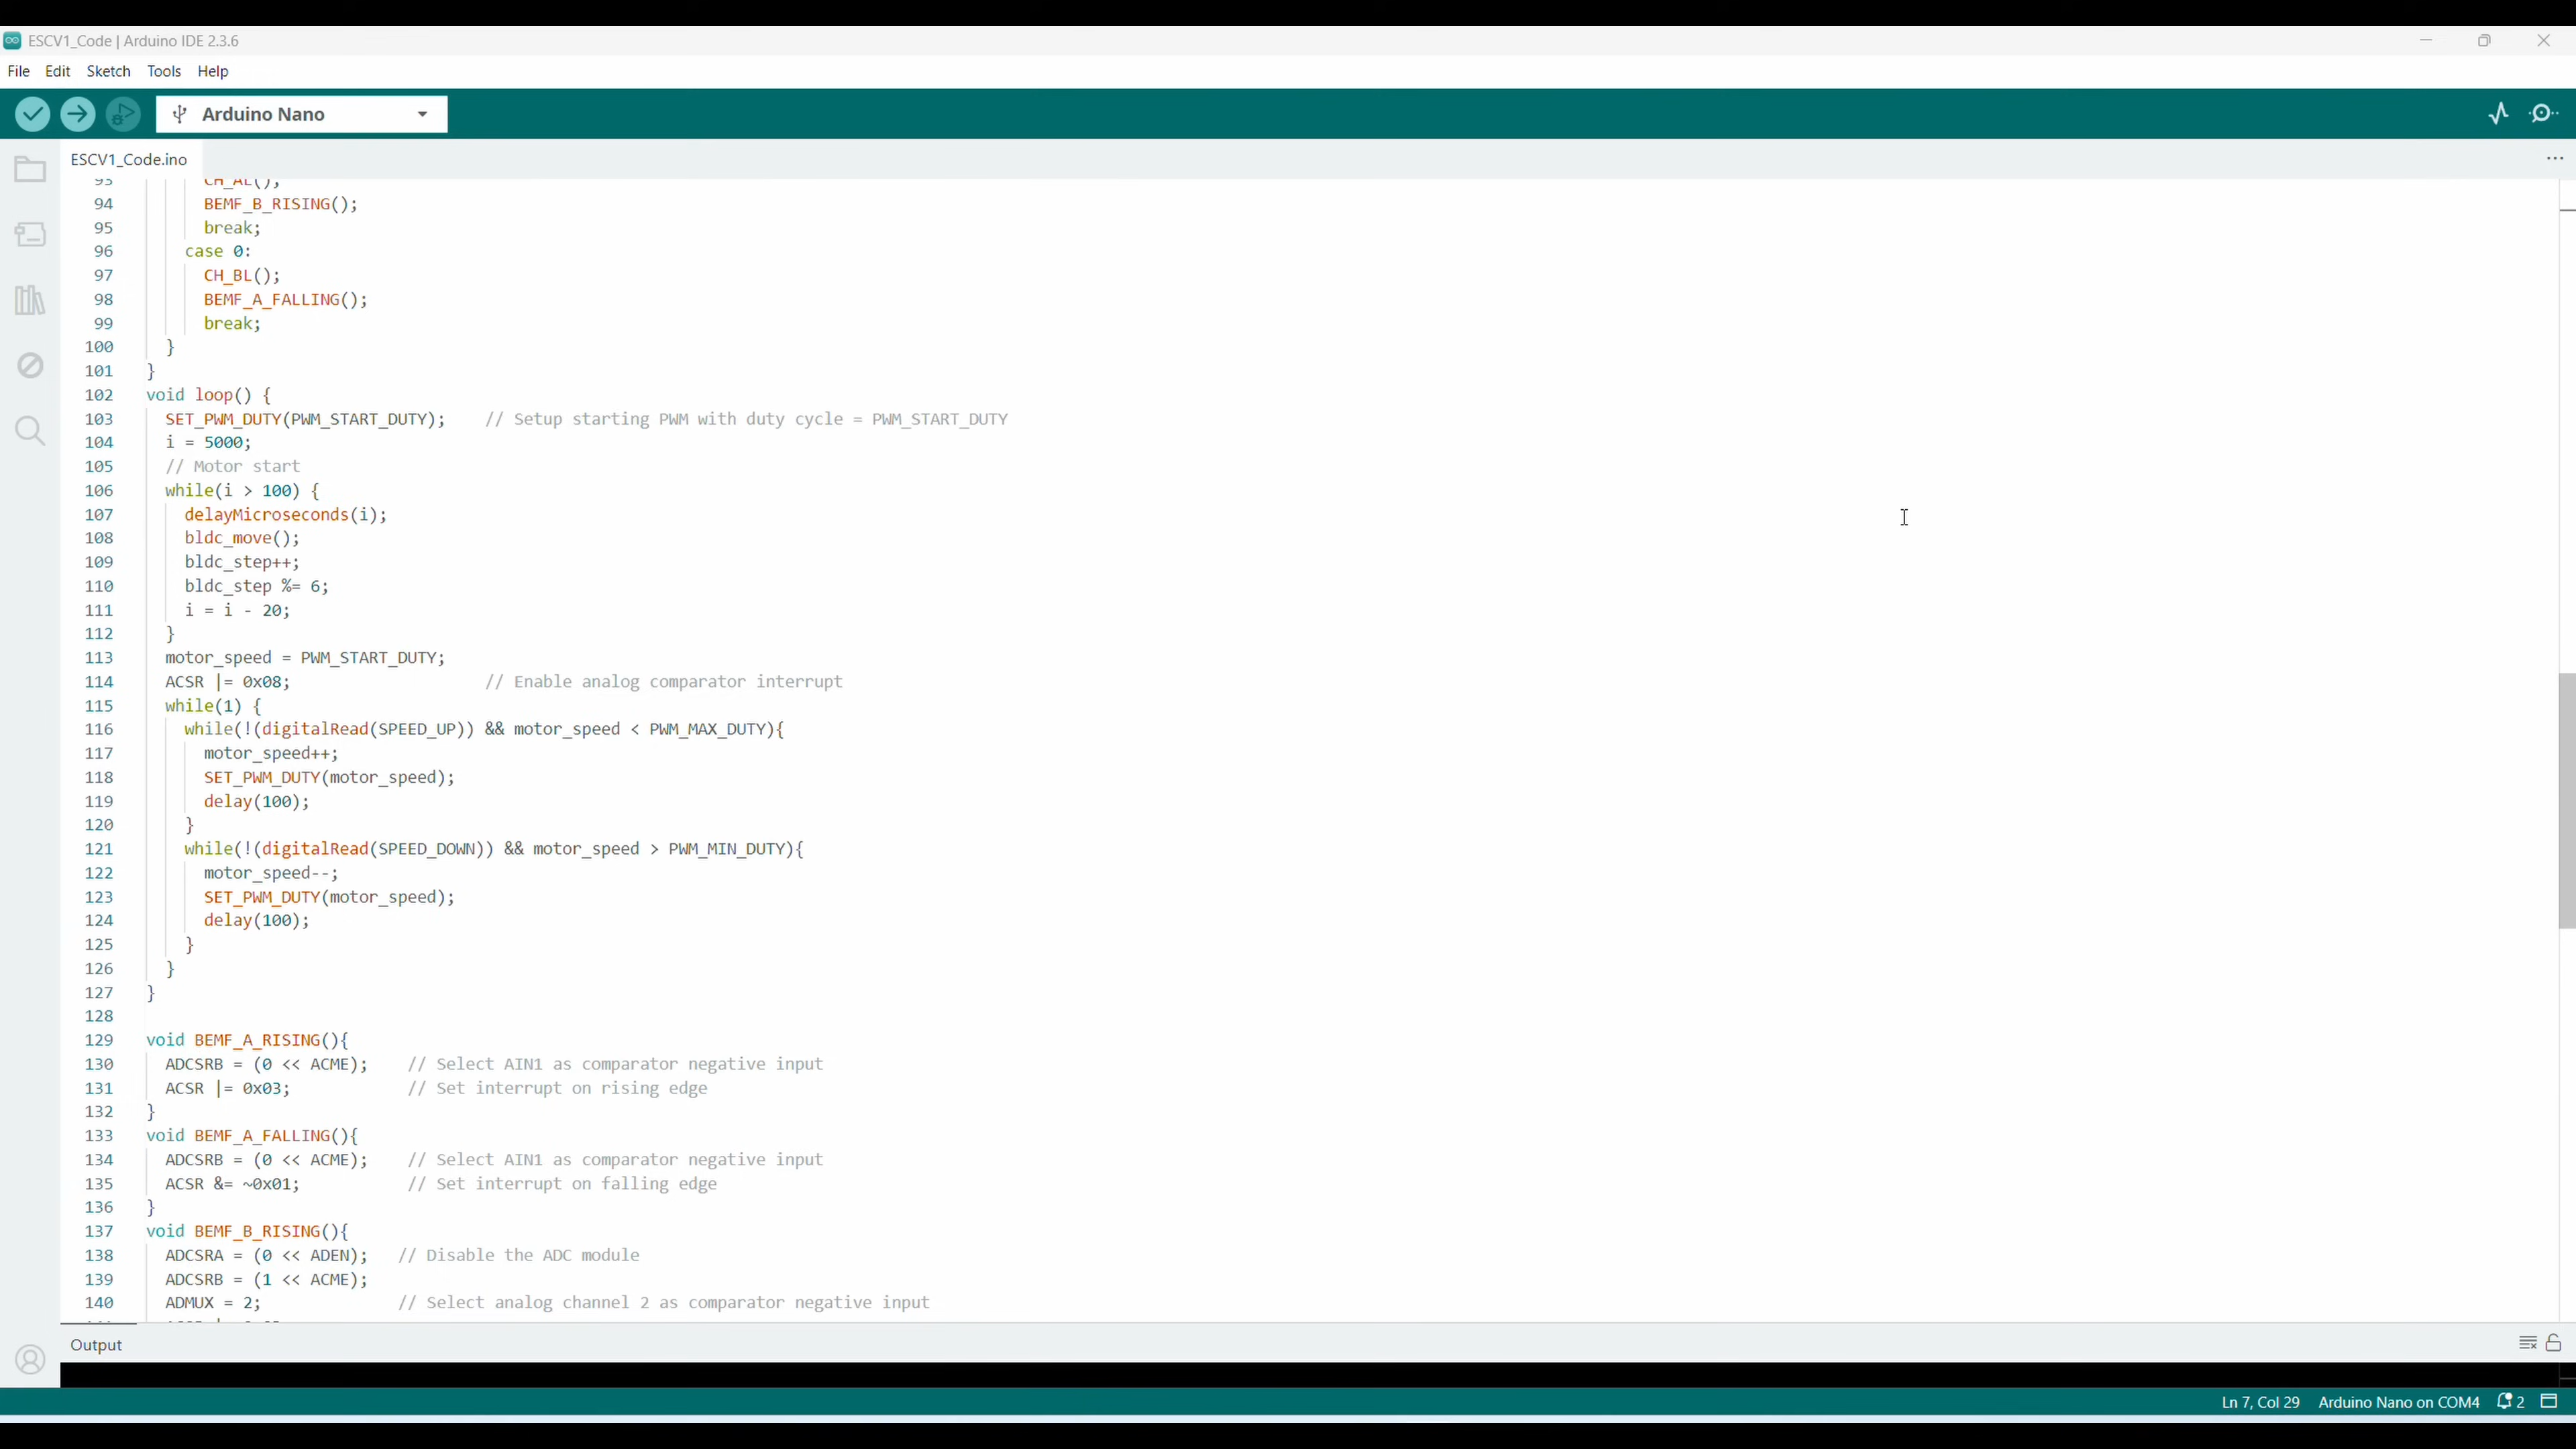 ESCV1_Code | Arduino IDE 2.3.6
File Edit Sketch Tools Help
Arduino Nano
ESCV1_Code.ino
93 CH_AL();
94 BEMF_B_RISING();
95 break;
96 case 0:
97 CH_BL();
98 BEMF_A_FALLING();
99 break;
100 }
101 }
102 void loop() {
103 SET_PWM_DUTY(PWM_START_DUTY); // Setup starting PWM with duty cycle = PWM_START_DUTY
104 i = 5000;
105 // Motor start
106 while(i > 100) {
107 delayMicroseconds(i);
108 bldc_move();
109 bldc_step++;
110 bldc_step %= 6;
111 i = i - 20;
112 }
113 motor_speed = PWM_START_DUTY;
114 ACSR |= 0x08; // Enable analog comparator interrupt
115 while(1) {
116 while(!(digitalRead(SPEED_UP)) && motor_speed < PWM_MAX_DUTY){
117 motor_speed++;
118 SET_PWM_DUTY(motor_speed);
119 delay(100);
120 }
121 while(!(digitalRead(SPEED_DOWN)) && motor_speed > PWM_MIN_DUTY){
122 motor_speed--;
123 SET_PWM_DUTY(motor_speed);
124 delay(100);
125 }
126 }
127 }
128
129 void BEMF_A_RISING(){
130 ADCSRB = (0 << ACME); // Select AIN1 as comparator negative input
131 ACSR |= 0x03; // Set interrupt on rising edge
132 }
133 void BEMF_A_FALLING(){
134 ADCSRB = (0 << ACME); // Select AIN1 as comparator negative input
135 ACSR &= ~0x01; // Set interrupt on falling edge
136 }
137 void BEMF_B_RISING(){
138 ADCSRA = (0 << ADEN); // Disable the ADC module
139 ADCSRB = (1 << ACME);
140 ADMUX = 2; // Select analog channel 2 as comparator negative input
Output
Ln 7, Col 29 Arduino Nano on COM4 2